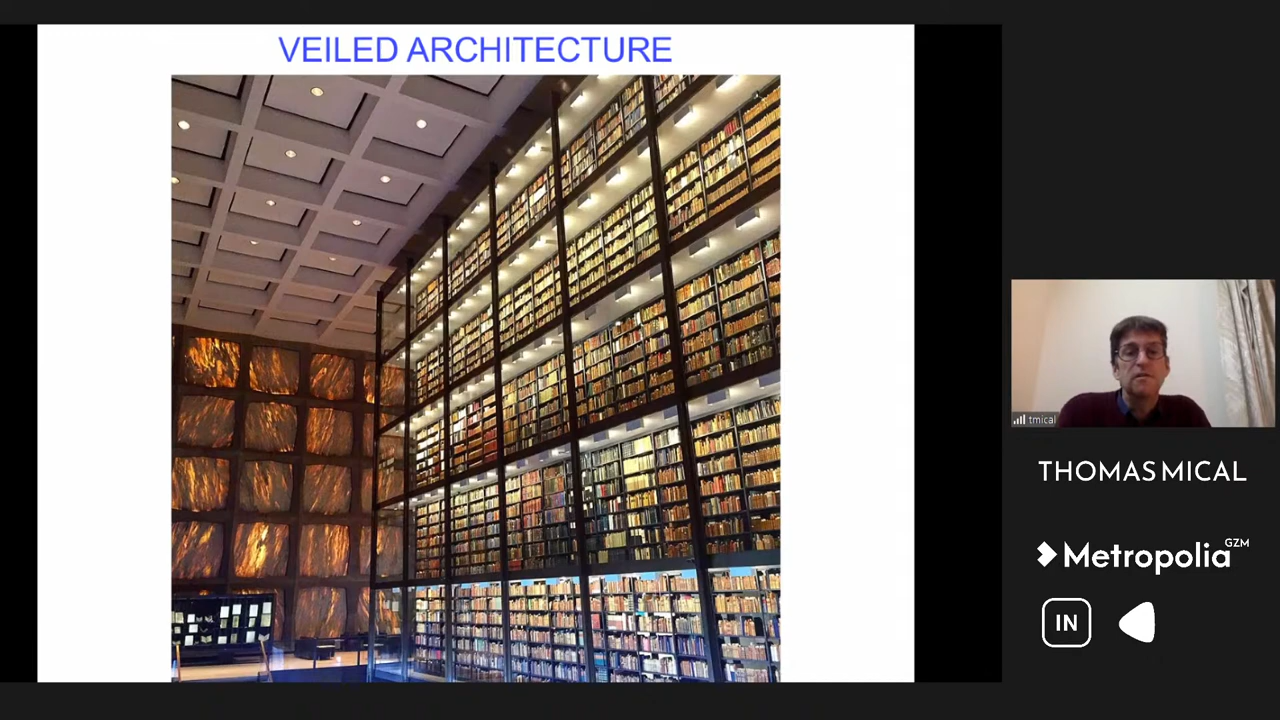 VEILED ARCHITECTURE
tmical
THOMAS MICAL
Metropolia GZM
IN